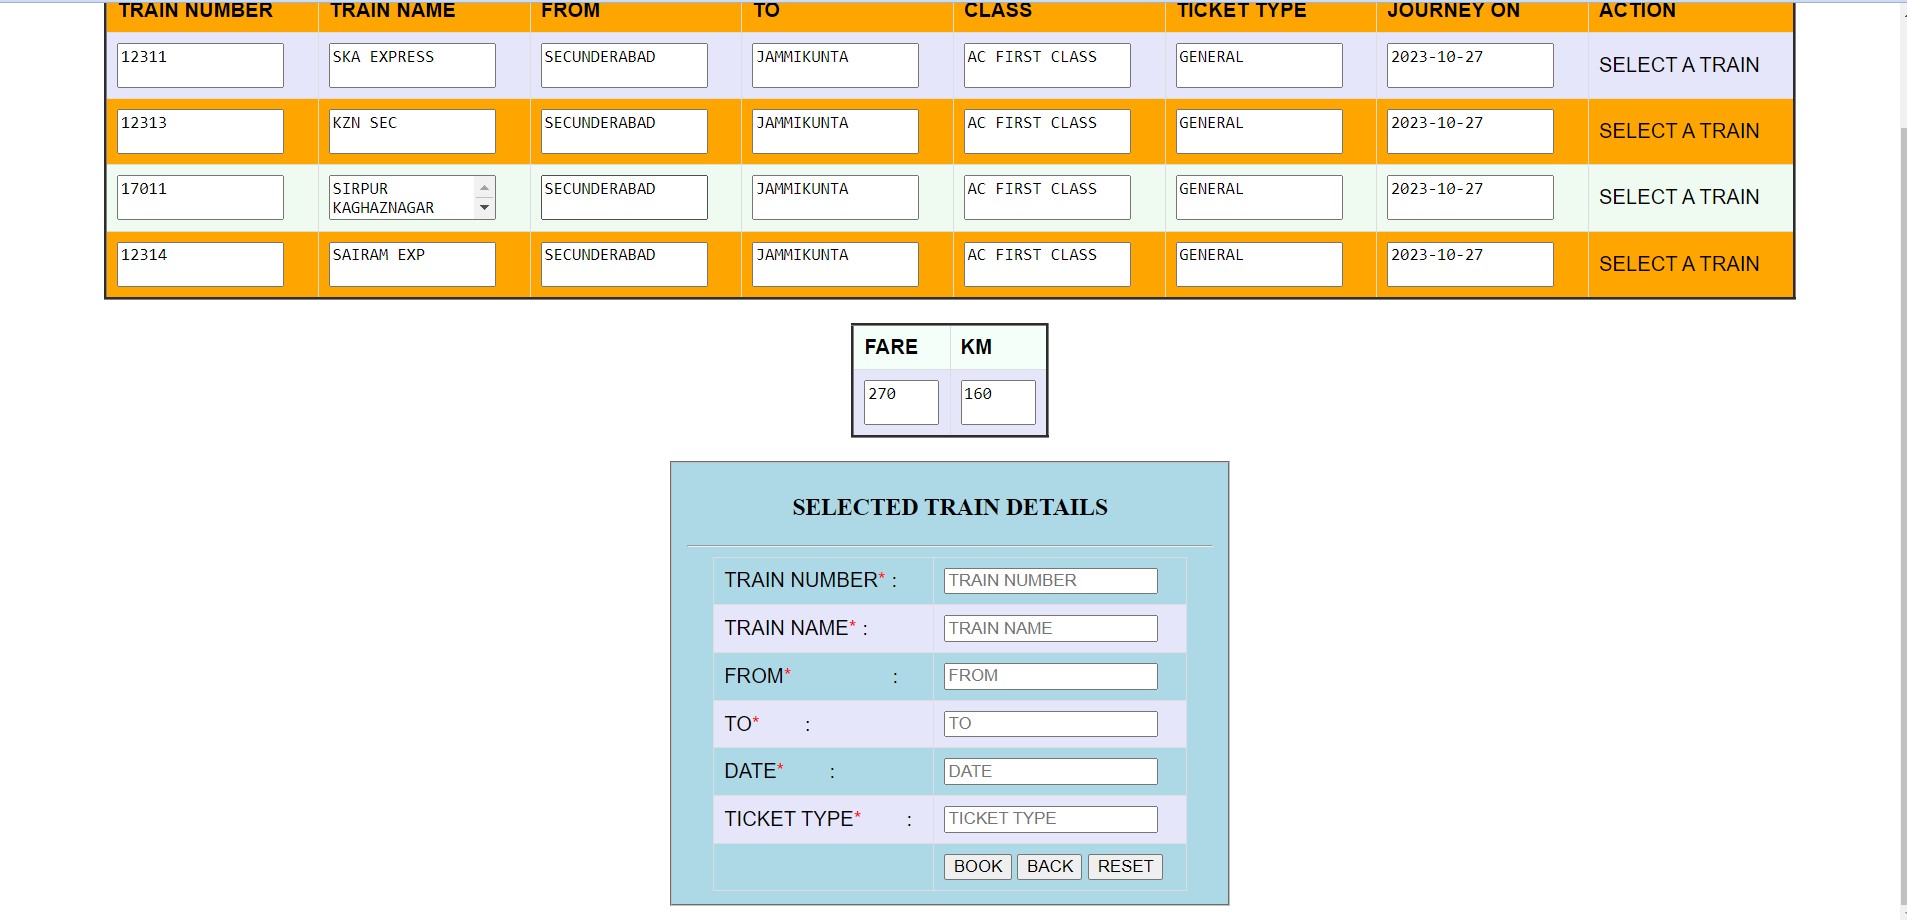 TRAIN NUMBER TRAIN NAME FROM TO CLASS TICKET TYPE JOURNEY ON ACTION
12311 SKA EXPRESS SECUNDERABAD JAMMIKUNTA AC FIRST CLASS GENERAL 2023-10-27 SELECT A TRAIN
12313 KZN SEC SECUNDERABAD JAMMIKUNTA AC FIRST CLASS GENERAL 2023-10-27 SELECT A TRAIN
17011 SIRPUR KAGHAZNAGAR SECUNDERABAD JAMMIKUNTA AC FIRST CLASS GENERAL 2023-10-27 SELECT A TRAIN
12314 SAIRAM EXP SECUNDERABAD JAMMIKUNTA AC FIRST CLASS GENERAL 2023-10-27 SELECT A TRAIN
FARE KM
270 160
SELECTED TRAIN DETAILS
TRAIN NUMBER* : TRAIN NUMBER
TRAIN NAME* : TRAIN NAME
FROM* : FROM
TO* : TO
DATE* : DATE
TICKET TYPE* : TICKET TYPE
BOOK BACK RESET